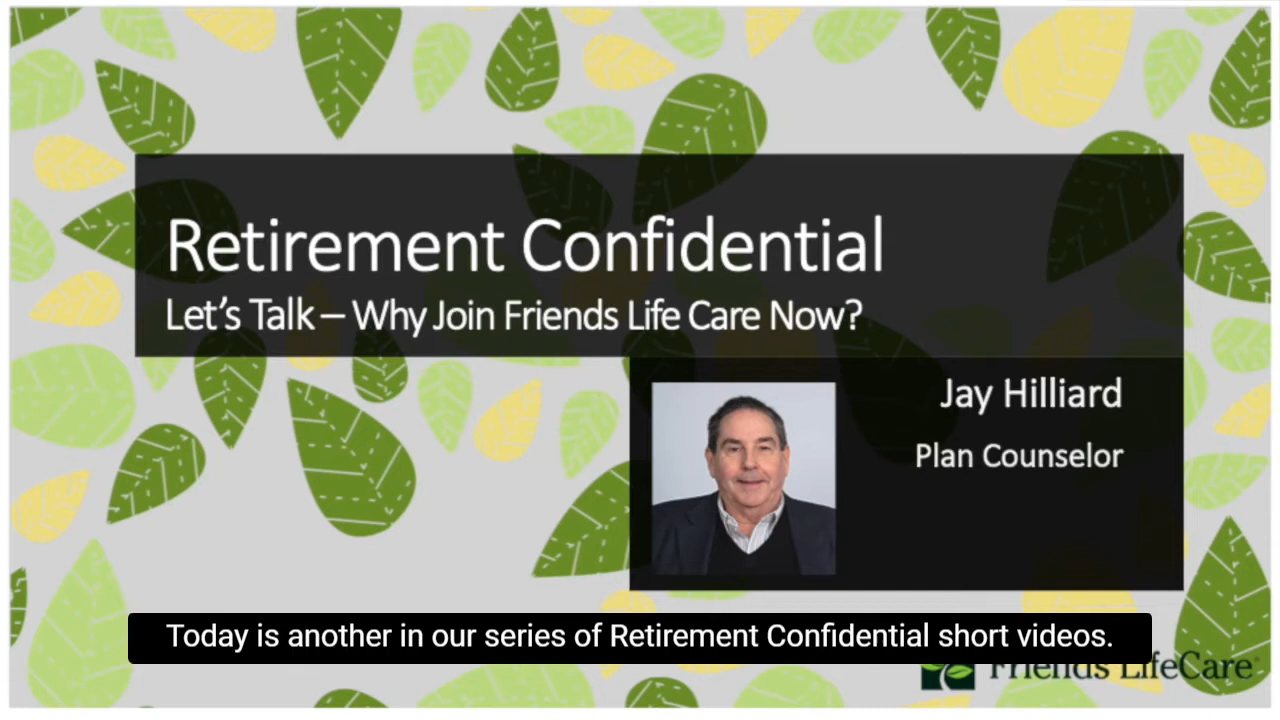 Retirement Confidential
Let's Talk – Why Join Friends Life Care Now?
Jay Hilliard
Plan Counselor
Today is another in our series of Retirement Confidential short videos.
Friends LifeCare